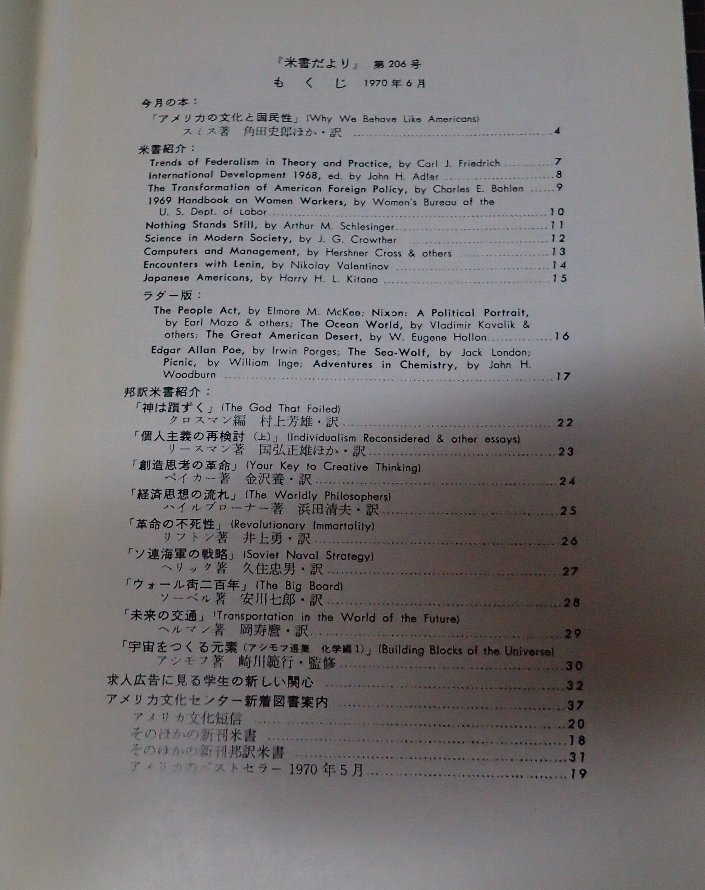 『米書だより』 第206号
もくじ 1970年6月
今月の本：
「アメリカの文化と国民性」(Why We Behave Like Americans)
スミス著 角田史郎ほか・訳 ........ 4
米書紹介：
Trends of Federalism in Theory and Practice, by Carl J. Friedrich ........ 7
International Development 1968, ed. by John H. Adler ........ 8
The Transformation of American Foreign Policy, by Charles E. Bohlen ........ 9
1969 Handbook on Women Workers, by Women's Bureau of the
U. S. Dept. of Labor ........ 10
Nothing Stands Still, by Arthur M. Schlesinger ........ 11
Science in Modern Society, by J. G. Crowther ........ 12
Computers and Management, by Hershner Cross & others ........ 13
Encounters with Lenin, by Nikolay Valentinov ........ 14
Japanese Americans, by Harry H. L. Kitano ........ 15
ラダー版：
The People Act, by Elmore M. McKee; Nixon: A Political Portrait,
by Earl Mazo & others; The Ocean World, by Vladimir Kovalik &
others; The Great American Desert, by W. Eugene Hollon ........ 16
Edgar Allan Poe, by Irwin Porges; The Sea-Wolf, by Jack London;
Picnic, by William Inge; Adventures in Chemistry, by John H.
Woodburn ........ 17
邦訳米書紹介：
「神は躓ずく」(The God That Failed)
クロスマン編 村上芳雄・訳 ........ 22
「個人主義の再検討（上）」(Individualism Reconsidered & other essays)
リースマン著 国弘正雄ほか・訳 ........ 23
「創造思考の革命」(Your Key to Creative Thinking)
ベイカー著 金沢養・訳 ........ 24
「経済思想の流れ」(The Worldly Philosophers)
ハイルブローナー著 浜田清夫・訳 ........ 25
「革命の不死性」(Revolutionary Immortality)
リフトン著 井上勇・訳 ........ 26
「ソ連海軍の戦略」(Soviet Naval Strategy)
ヘリック著 久住忠男・訳 ........ 27
「ウォール街二百年」(The Big Board)
ソーベル著 安川七郎・訳 ........ 28
「未来の交通」(Transportation in the World of the Future)
ヘルマン著 岡寿麿・訳 ........ 29
「宇宙をつくる元素（アシモフ選集 化学編1）」(Building Blocks of the Universe)
アシモフ著 崎川範行・監修 ........ 30
求人広告に見る学生の新しい関心 ........ 32
アメリカ文化センター新着図書案内 ........ 37
アメリカ文化短信 ........ 20
そのほかの新刊米書 ........ 18
そのほかの新刊邦訳米書 ........ 31
アメリカのベストセラー 1970年5月 ........ 19